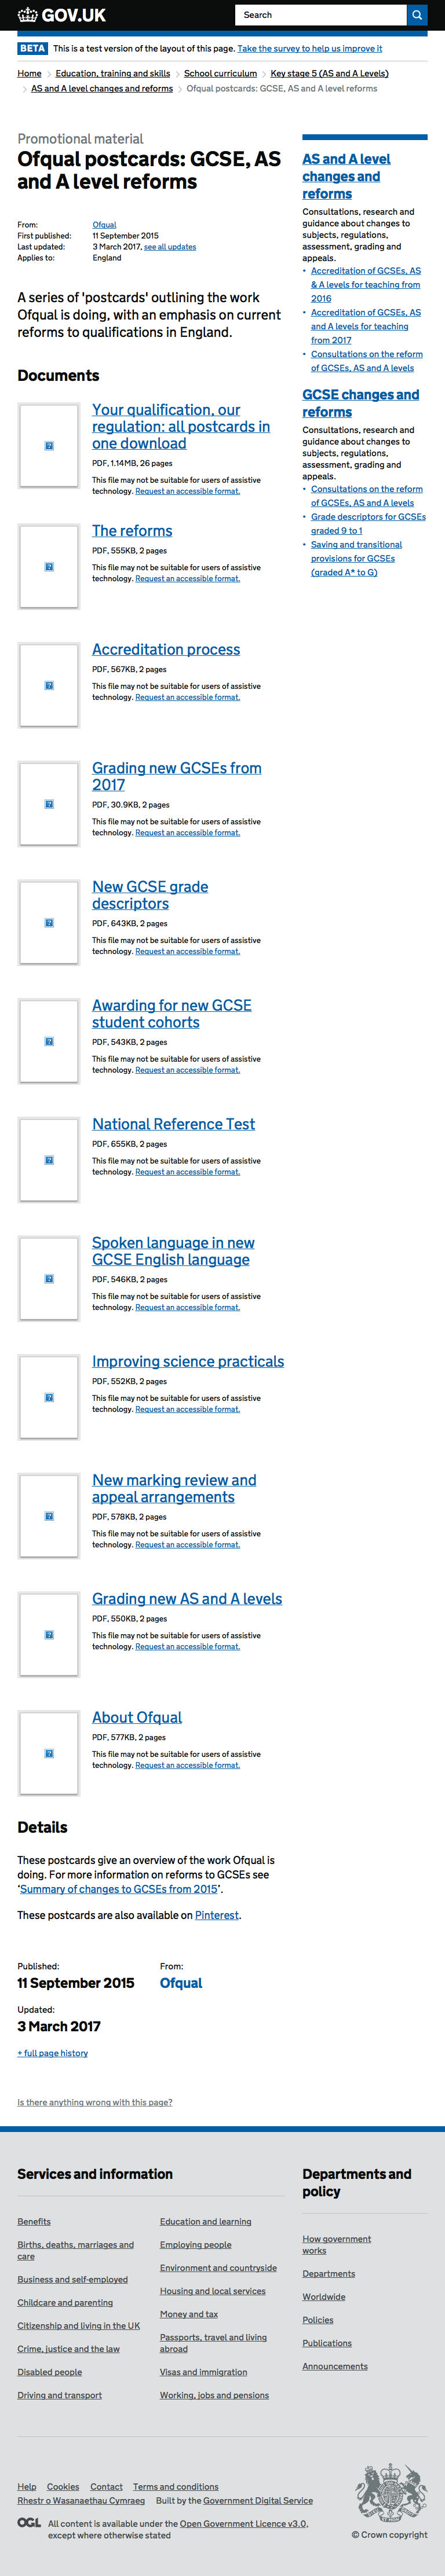 GOV.UK
Search
BETA This is a test version of the layout of this page. Take the survey to help us improve it
Home Education, training and skills School curriculum Key stage 5 (AS and A Levels)
AS and A level changes and reforms Ofqual postcards: GCSE, AS and A level reforms
Promotional material
Ofqual postcards: GCSE, AS
and A level reforms
From: Ofqual
First published: 11 September 2015
Last updated: 3 March 2017, see all updates
Applies to: England
A series of 'postcards' outlining the work
Ofqual is doing, with an emphasis on current
reforms to qualifications in England.
Documents
Your qualification, our
regulation: all postcards in
one download
PDF, 1.14MB, 26 pages
This file may not be suitable for users of assistive
technology. Request an accessible format.
The reforms
PDF, 555KB, 2 pages
This file may not be suitable for users of assistive
technology. Request an accessible format.
Accreditation process
PDF, 567KB, 2 pages
This file may not be suitable for users of assistive
technology. Request an accessible format.
Grading new GCSEs from
2017
PDF, 30.9KB, 2 pages
This file may not be suitable for users of assistive
technology. Request an accessible format.
New GCSE grade
descriptors
PDF, 643KB, 2 pages
This file may not be suitable for users of assistive
technology. Request an accessible format.
Awarding for new GCSE
student cohorts
PDF, 543KB, 2 pages
This file may not be suitable for users of assistive
technology. Request an accessible format.
National Reference Test
PDF, 655KB, 2 pages
This file may not be suitable for users of assistive
technology. Request an accessible format.
Spoken language in new
GCSE English language
PDF, 546KB, 2 pages
This file may not be suitable for users of assistive
technology. Request an accessible format.
Improving science practicals
PDF, 552KB, 2 pages
This file may not be suitable for users of assistive
technology. Request an accessible format.
New marking review and
appeal arrangements
PDF, 578KB, 2 pages
This file may not be suitable for users of assistive
technology. Request an accessible format.
Grading new AS and A levels
PDF, 550KB, 2 pages
This file may not be suitable for users of assistive
technology. Request an accessible format.
About Ofqual
PDF, 577KB, 2 pages
This file may not be suitable for users of assistive
technology. Request an accessible format.
Details
These postcards give an overview of the work Ofqual is
doing. For more information on reforms to GCSEs see
‘Summary of changes to GCSEs from 2015’.
These postcards are also available on Pinterest.
Published:
11 September 2015
From:
Ofqual
Updated:
3 March 2017
+ full page history
Is there anything wrong with this page?
AS and A level
changes and
reforms
Consultations, research and
guidance about changes to
subjects, regulations,
assessment, grading and
appeals.
• Accreditation of GCSEs, AS
& A levels for teaching from
2016
• Accreditation of GCSEs, AS
and A levels for teaching
from 2017
• Consultations on the reform
of GCSEs, AS and A levels
GCSE changes and
reforms
Consultations, research and
guidance about changes to
subjects, regulations,
assessment, grading and
appeals.
• Consultations on the reform
of GCSEs, AS and A levels
• Grade descriptors for GCSEs
graded 9 to 1
• Saving and transitional
provisions for GCSEs
(graded A* to G)
Services and information
Benefits
Births, deaths, marriages and
care
Business and self-employed
Childcare and parenting
Citizenship and living in the UK
Crime, justice and the law
Disabled people
Driving and transport
Education and learning
Employing people
Environment and countryside
Housing and local services
Money and tax
Passports, travel and living
abroad
Visas and immigration
Working, jobs and pensions
Departments and
policy
How government
works
Departments
Worldwide
Policies
Publications
Announcements
Help Cookies Contact Terms and conditions
Rhestr o Wasanaethau Cymraeg Built by the Government Digital Service
OGL All content is available under the Open Government Licence v3.0,
except where otherwise stated
© Crown copyright